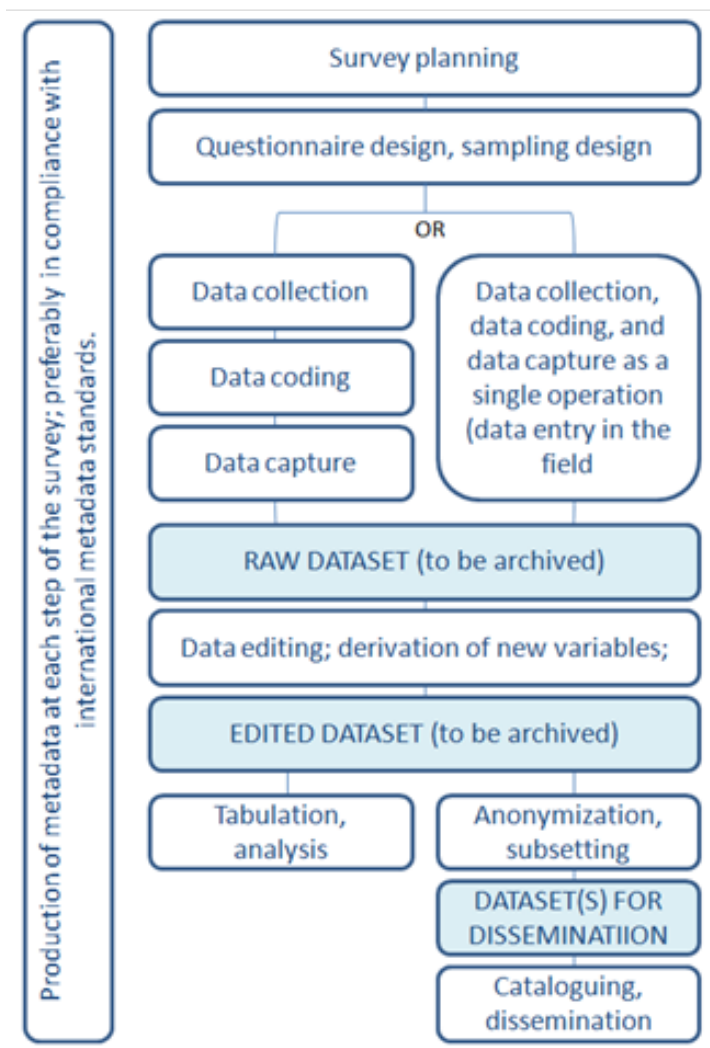 Production of metadata at each step of the survey; preferably in compliance with
international metadata standards.
Survey planning
Questionnaire design, sampling design
OR
Data collection
Data coding
Data capture
Data collection,
data coding, and
data capture as a
single operation
(data entry in the
field
RAW DATASET (to be archived)
Data editing; derivation of new variables;
EDITED DATASET (to be archived)
Tabulation,
analysis
Anonymization,
subsetting
DATASET(S) FOR
DISSEMINATIION
Cataloguing,
dissemination